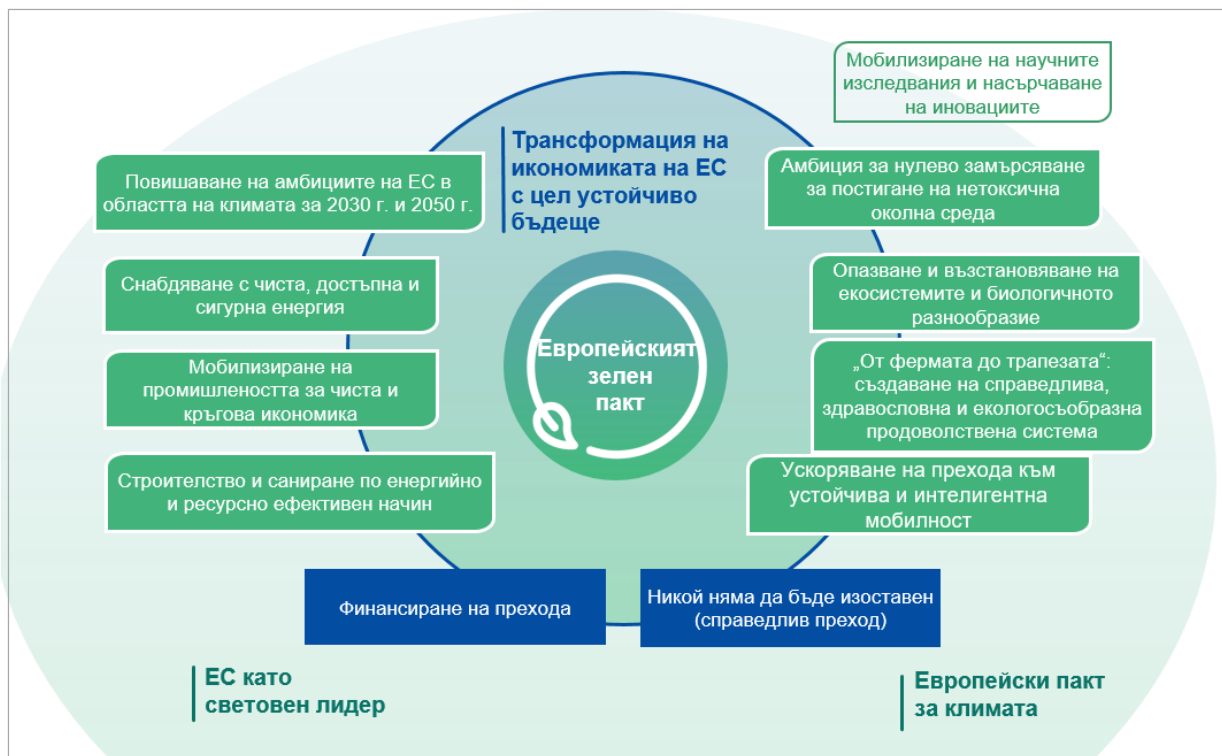 Мобилизиране на научните
изследвания и насърчаване
на иновациите
Трансформация на
икономиката на ЕС
с цел устойчиво
бъдеще
Повишаване на амбициите на ЕС в
областта на климата за 2030 г. и 2050 г.
Амбиция за нулево замърсяване
за постигане на нетоксична
околна среда
Снабдяване с чиста, достъпна и
сигурна енергия
Опазване и възстановяване на
екосистемите и биологичното
разнообразие
Европейският
зелен
пакт
Мобилизиране на
промишлеността за чиста и
кръгова икономика
„От фермата до трапезата“:
създаване на справедлива,
здравословна и екологосъобразна
продоволствена система
Строителство и саниране по енергийно
и ресурсно ефективен начин
Ускоряване на прехода към
устойчива и интелигентна
мобилност
Финансиране на прехода
Никой няма да бъде изоставен
(справедлив преход)
ЕС като
световен лидер
Европейски пакт
за климата